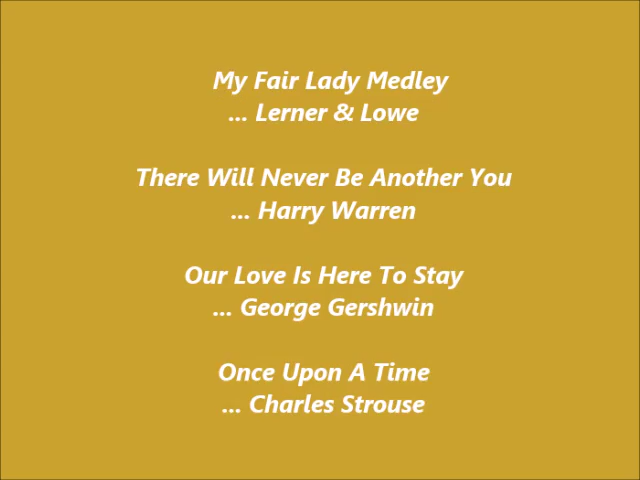 My Fair Lady Medley
... Lerner & Lowe
There Will Never Be Another You
... Harry Warren
Our Love Is Here To Stay
... George Gershwin
Once Upon A Time
... Charles Strouse